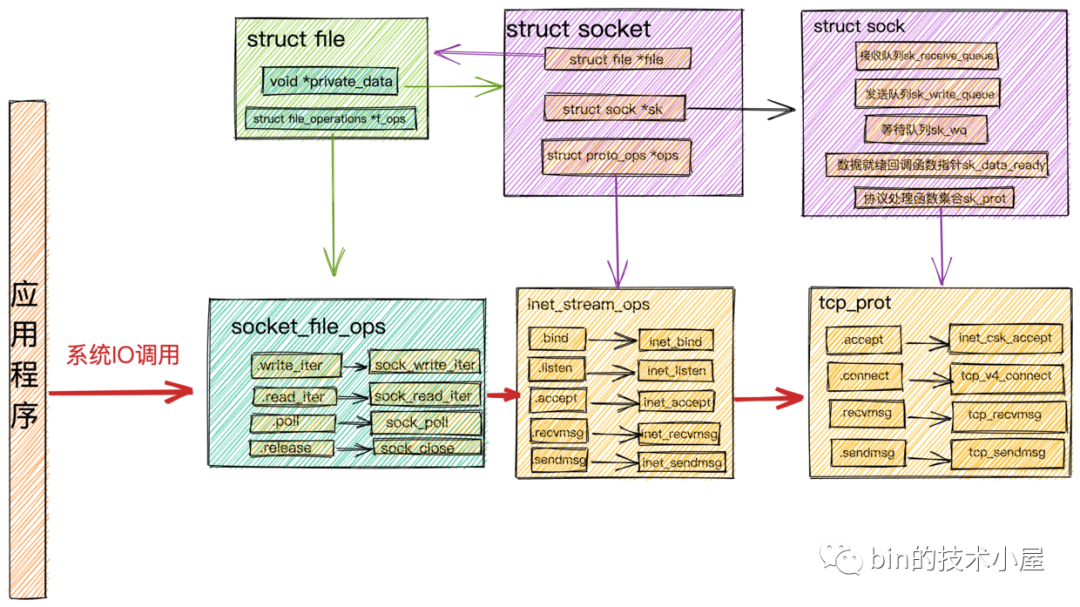 struct file
void *private_data
struct file_operations *f_ops
struct socket
struct file *file
struct sock *sk
struct proto_ops *ops
struct sock
接收队列sk_receive_queue
发送队列sk_write_queue
等待队列sk_wq
数据就绪回调函数指针sk_data_ready
协议处理函数集合sk_prot
应用程序
系统IO调用
socket_file_ops
.write_iter
sock_write_iter
.read_iter
sock_read_iter
.poll
sock_poll
.release
sock_close
inet_stream_ops
.bind
inet_bind
.listen
inet_listen
.accept
inet_accept
.recvmsg
inet_recvmsg
.sendmsg
inet_sendmsg
tcp_prot
.accept
inet_csk_accept
.connect
tcp_v4_connect
.recvmsg
tcp_recvmsg
.sendmsg
tcp_sendmsg
bin的技术小屋